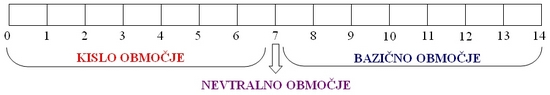 0 1 2 3 4 5 6 7 8 9 10 11 12 13 14
KISLO OBMOČJE BAZIČNO OBMOČJE
NEVTRALNO OBMOČJE